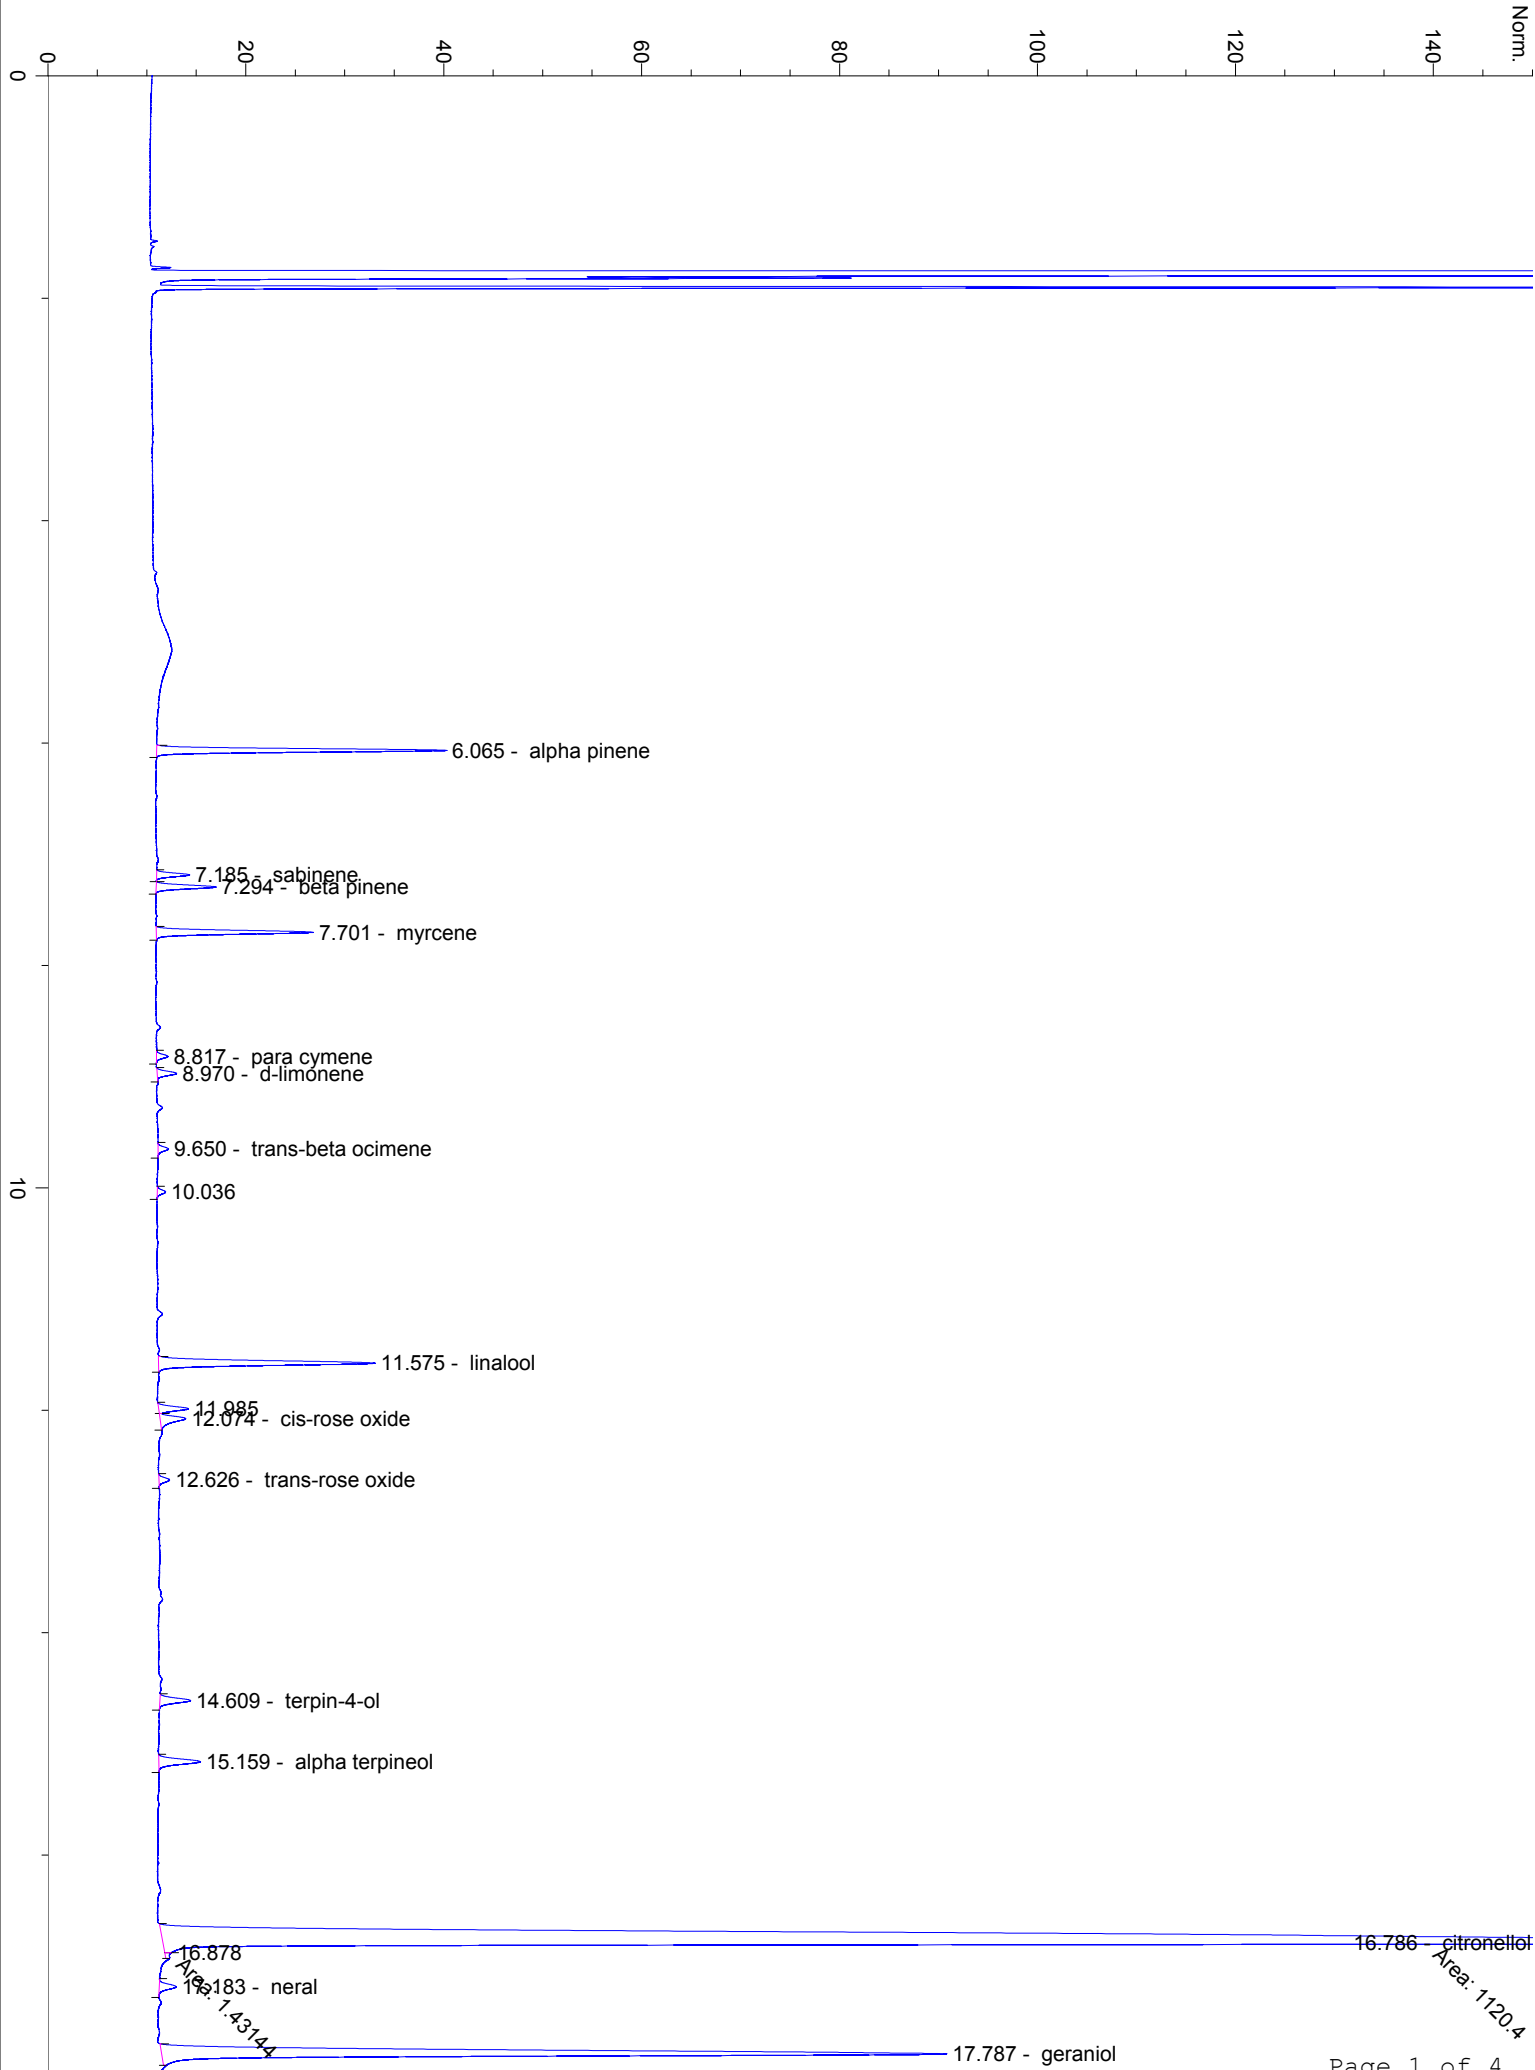 Norm.
0
20
40
60
80
100
120
140
0
6.065 - alpha pinene
7.185 - sabinene
7.294 - beta pinene
7.701 - myrcene
8.817 - para cymene
8.970 - d-limonene
9.650 - trans-beta ocimene
10
10.036
11.575 - linalool
11.985
12.074 - cis-rose oxide
12.626 - trans-rose oxide
14.609 - terpin-4-ol
15.159 - alpha terpineol
16.786 - citronellol
Area: 1120.4
16.878
Area: 1.43144
17.183 - neral
17.787 - geraniol
Page 1 of 4